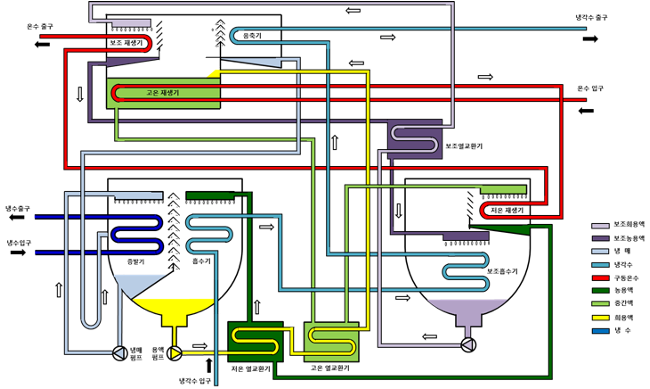 온수 출구
냉각수 출구
보조 재생기
응축기
고온 재생기
온수 입구
보조열교환기
냉수출구
냉수입구
증발기
흡수기
저온 재생기
보조흡수기
냉매
펌프
용액
펌프
냉각수 입구
저온 열교환기
고온 열교환기
보조희용액
보조농용액
냉 매
냉각수
구동온수
농용액
중간액
희용액
냉 수